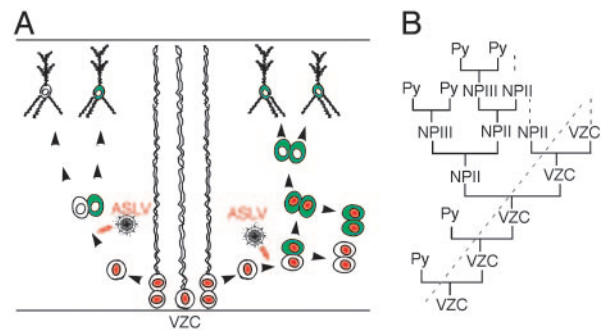 A
ASLV
ASLV
VZC
B
Py Py
Py Py NPIII NPII
NPIII NPII NPII VZC
NPII VZC
Py VZC
Py VZC
VZC